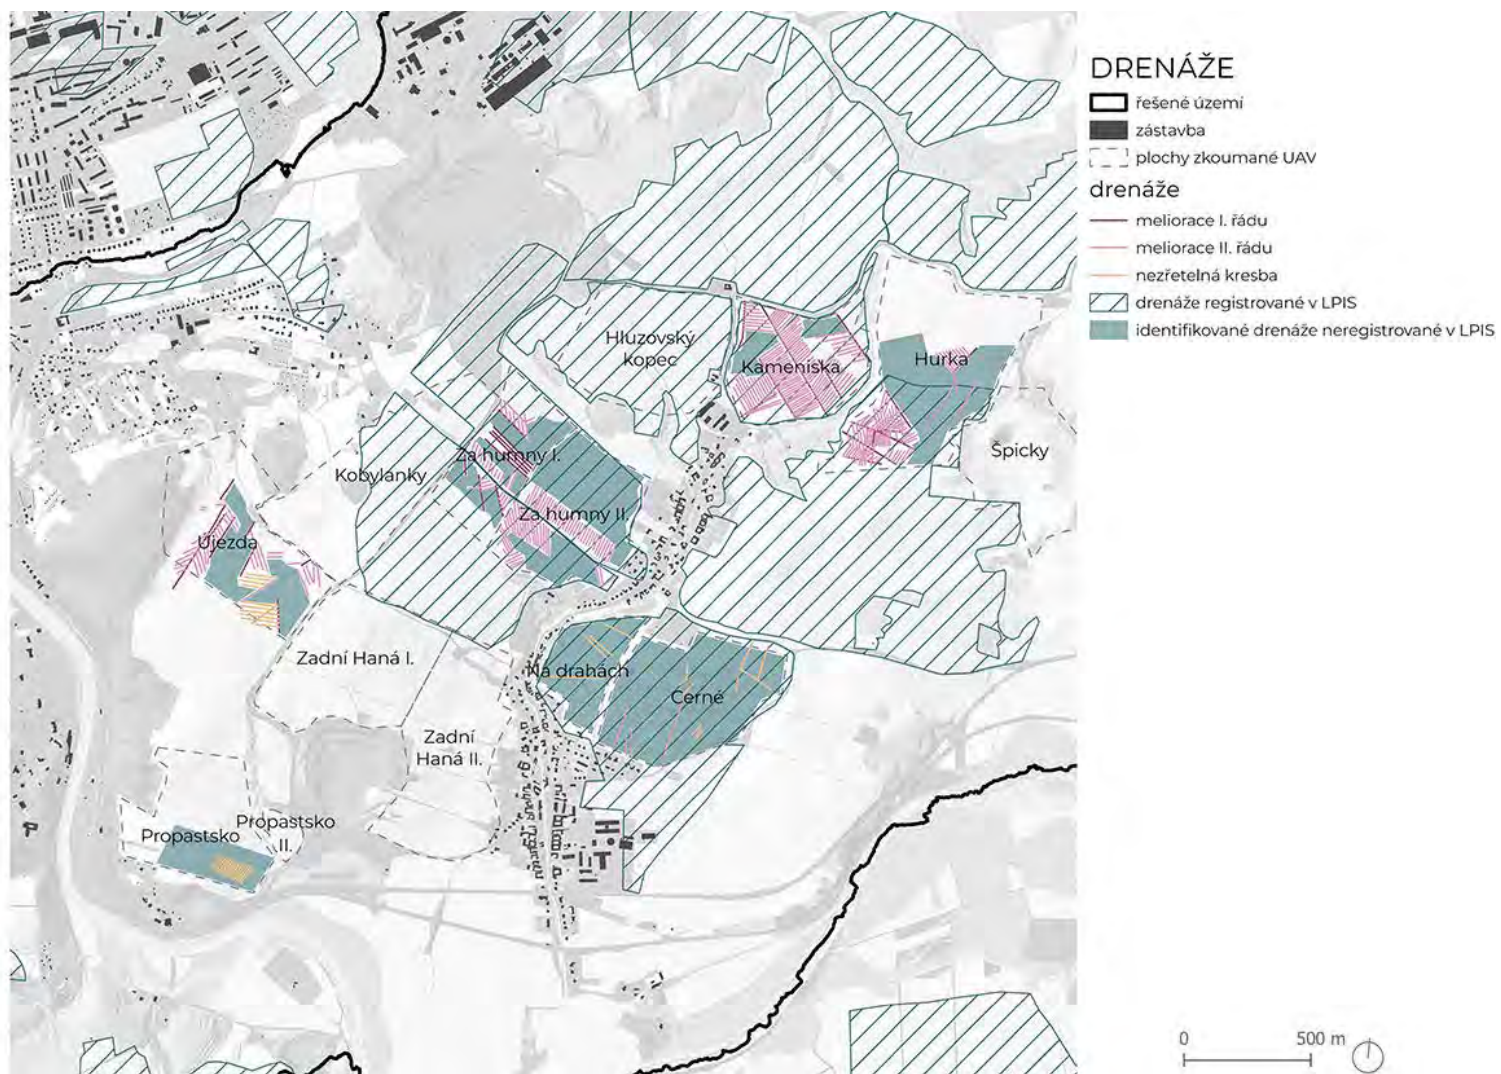 DRENÁŽE
řešené území
zástavba
plochy zkoumané UAV
drenáže
meliorace I. řádu
meliorace II. řádu
nezřetelná kresba
drenáže registrované v LPIS
identifikované drenáže neregistrované v LPIS
Hluzovský
kopec
Kameniska
Hurka
Špicky
Kobylanky
Za humny I.
Za humny II.
Újezda
Zadní Haná I.
Na drahách
Černé
Zadní
Haná II.
Propastsko
Propastsko
II.
0 500 m